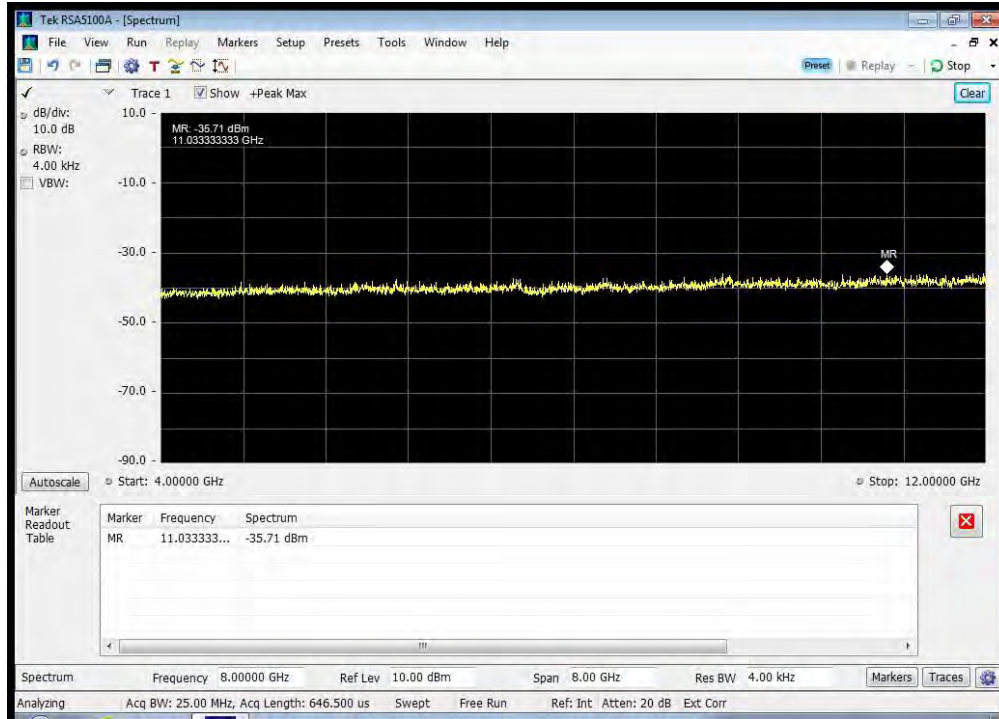 Tek RSA5100A - [Spectrum]
File View Run Replay Markers Setup Presets Tools Window Help
T
Preset Replay Stop
Trace 1 Show +Peak Max Clear
dB/div:
10.0 dB
RBW:
4.00 kHz
VBW:
10.0
-10.0
-30.0
-50.0
-70.0
-90.0
MR: -35.71 dBm
11.033333333 GHz
MR
Autoscale Start: 4.00000 GHz Stop: 12.00000 GHz
Marker
Readout
Table
Marker Frequency Spectrum
MR 11.033333... -35.71 dBm
Spectrum Frequency 8.00000 GHz Ref Lev 10.00 dBm Span 8.00 GHz Res BW 4.00 kHz Markers Traces
Analyzing Acq BW: 25.00 MHz, Acq Length: 646.500 us Swept Free Run Ref: Int Atten: 20 dB Ext Corr